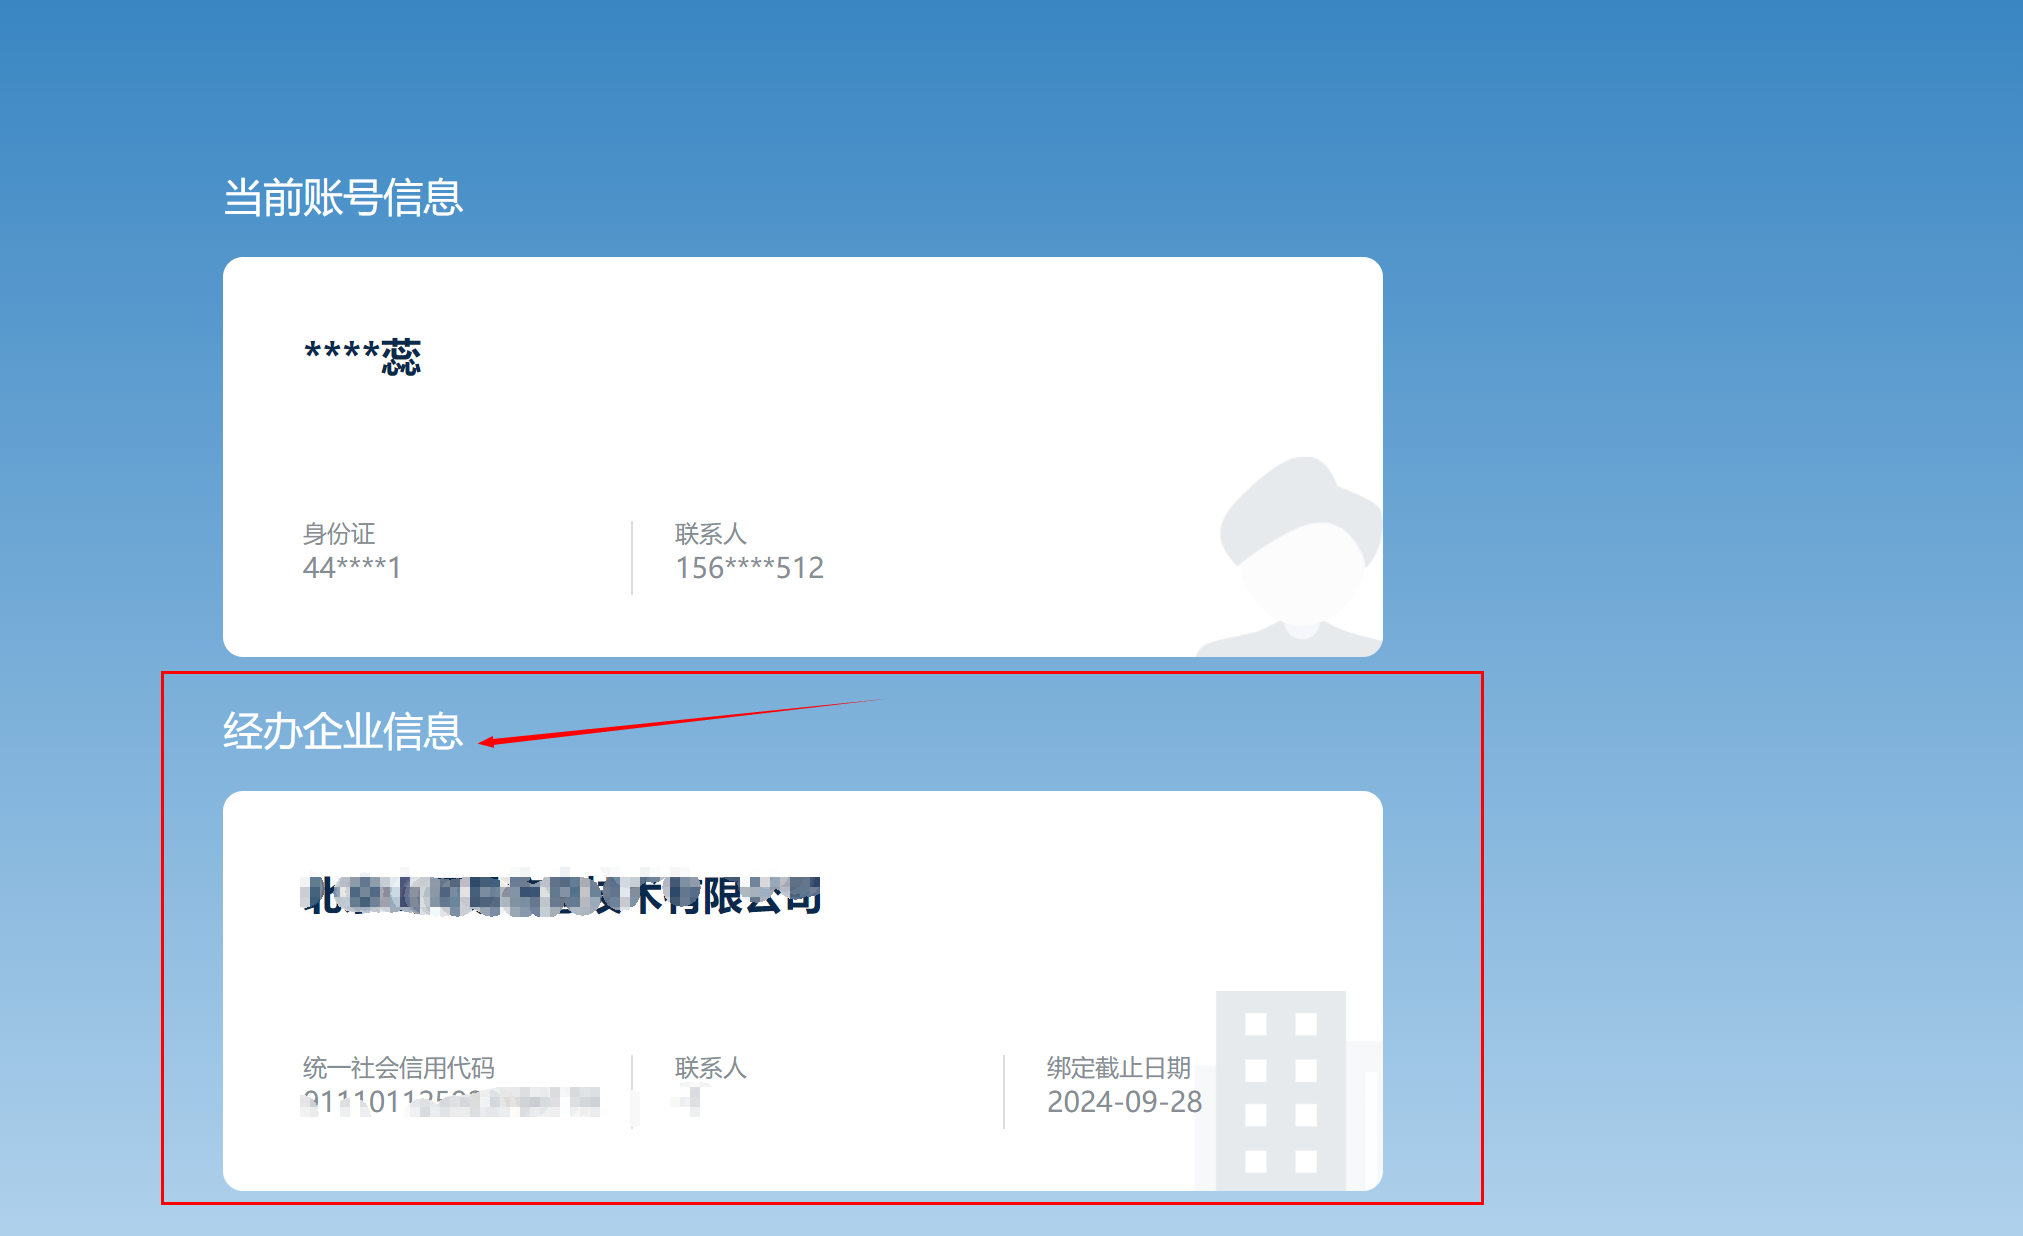 当前账号信息
****蕊
身份证
44****1
联系人
156****512
经办企业信息
术有限公司
统一社会信用代码
联系人
绑定截止日期
2024-09-28